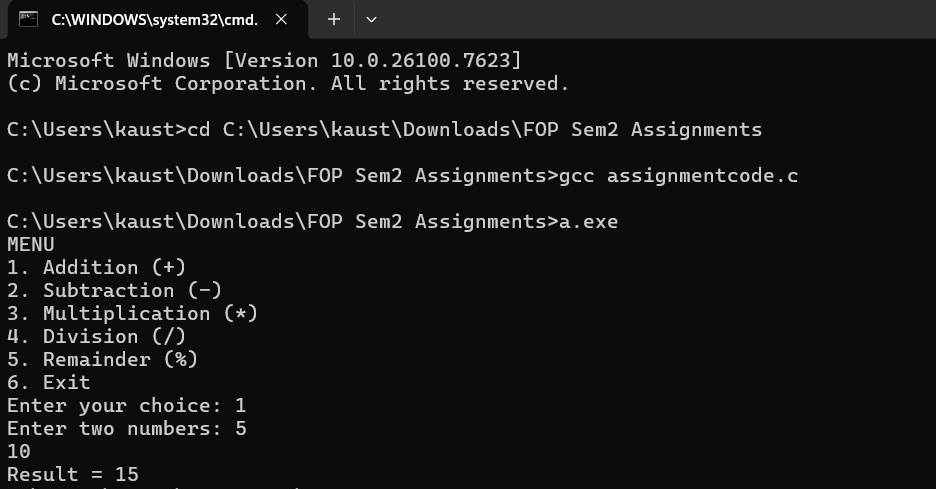 C:\WINDOWS\system32\cmd.
Microsoft Windows [Version 10.0.26100.7623]
(c) Microsoft Corporation. All rights reserved.
C:\Users\kaust>cd C:\Users\kaust\Downloads\FOP Sem2 Assignments
C:\Users\kaust\Downloads\FOP Sem2 Assignments>gcc assignmentcode.c
C:\Users\kaust\Downloads\FOP Sem2 Assignments>a.exe
MENU
1. Addition (+)
2. Subtraction (-)
3. Multiplication (*)
4. Division (/)
5. Remainder (%)
6. Exit
Enter your choice: 1
Enter two numbers: 5
10
Result = 15